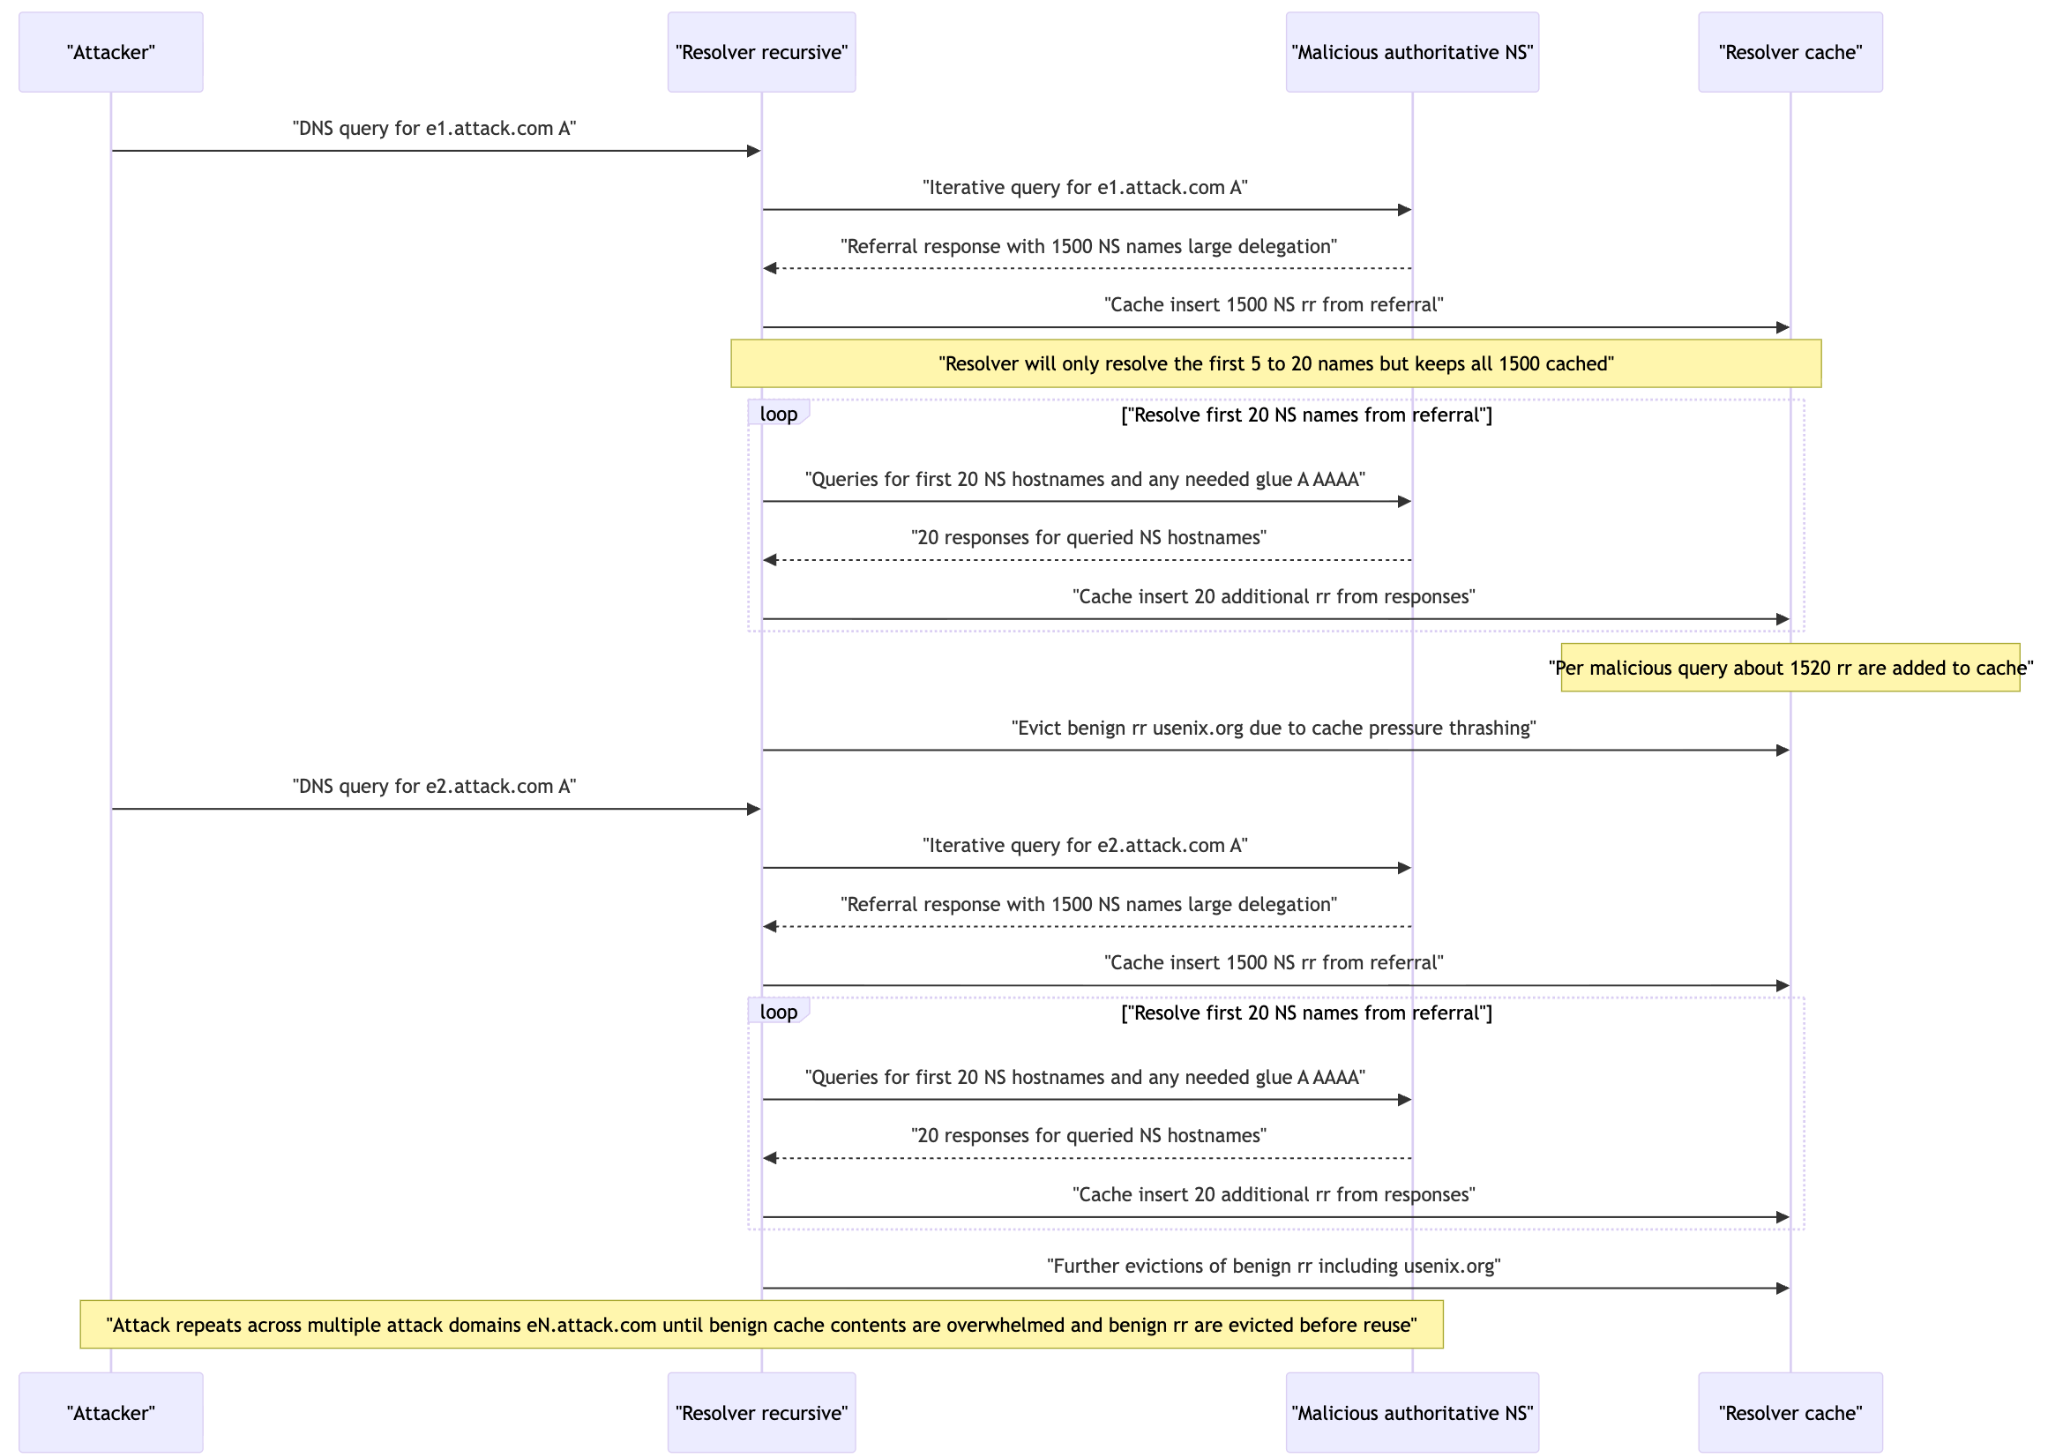 "Attacker"
"Resolver recursive"
"Malicious authoritative NS"
"Resolver cache"
"DNS query for e1.attack.com A"
"Iterative query for e1.attack.com A"
"Referral response with 1500 NS names large delegation"
"Cache insert 1500 NS rr from referral"
"Resolver will only resolve the first 5 to 20 names but keeps all 1500 cached"
loop
["Resolve first 20 NS names from referral"]
"Queries for first 20 NS hostnames and any needed glue A AAAA"
"20 responses for queried NS hostnames"
"Cache insert 20 additional rr from responses"
"Per malicious query about 1520 rr are added to cache"
"Evict benign rr usenix.org due to cache pressure thrashing"
"DNS query for e2.attack.com A"
"Iterative query for e2.attack.com A"
"Referral response with 1500 NS names large delegation"
"Cache insert 1500 NS rr from referral"
loop
["Resolve first 20 NS names from referral"]
"Queries for first 20 NS hostnames and any needed glue A AAAA"
"20 responses for queried NS hostnames"
"Cache insert 20 additional rr from responses"
"Further evictions of benign rr including usenix.org"
"Attack repeats across multiple attack domains eN.attack.com until benign cache contents are overwhelmed and benign rr are evicted before reuse"
"Attacker"
"Resolver recursive"
"Malicious authoritative NS"
"Resolver cache"